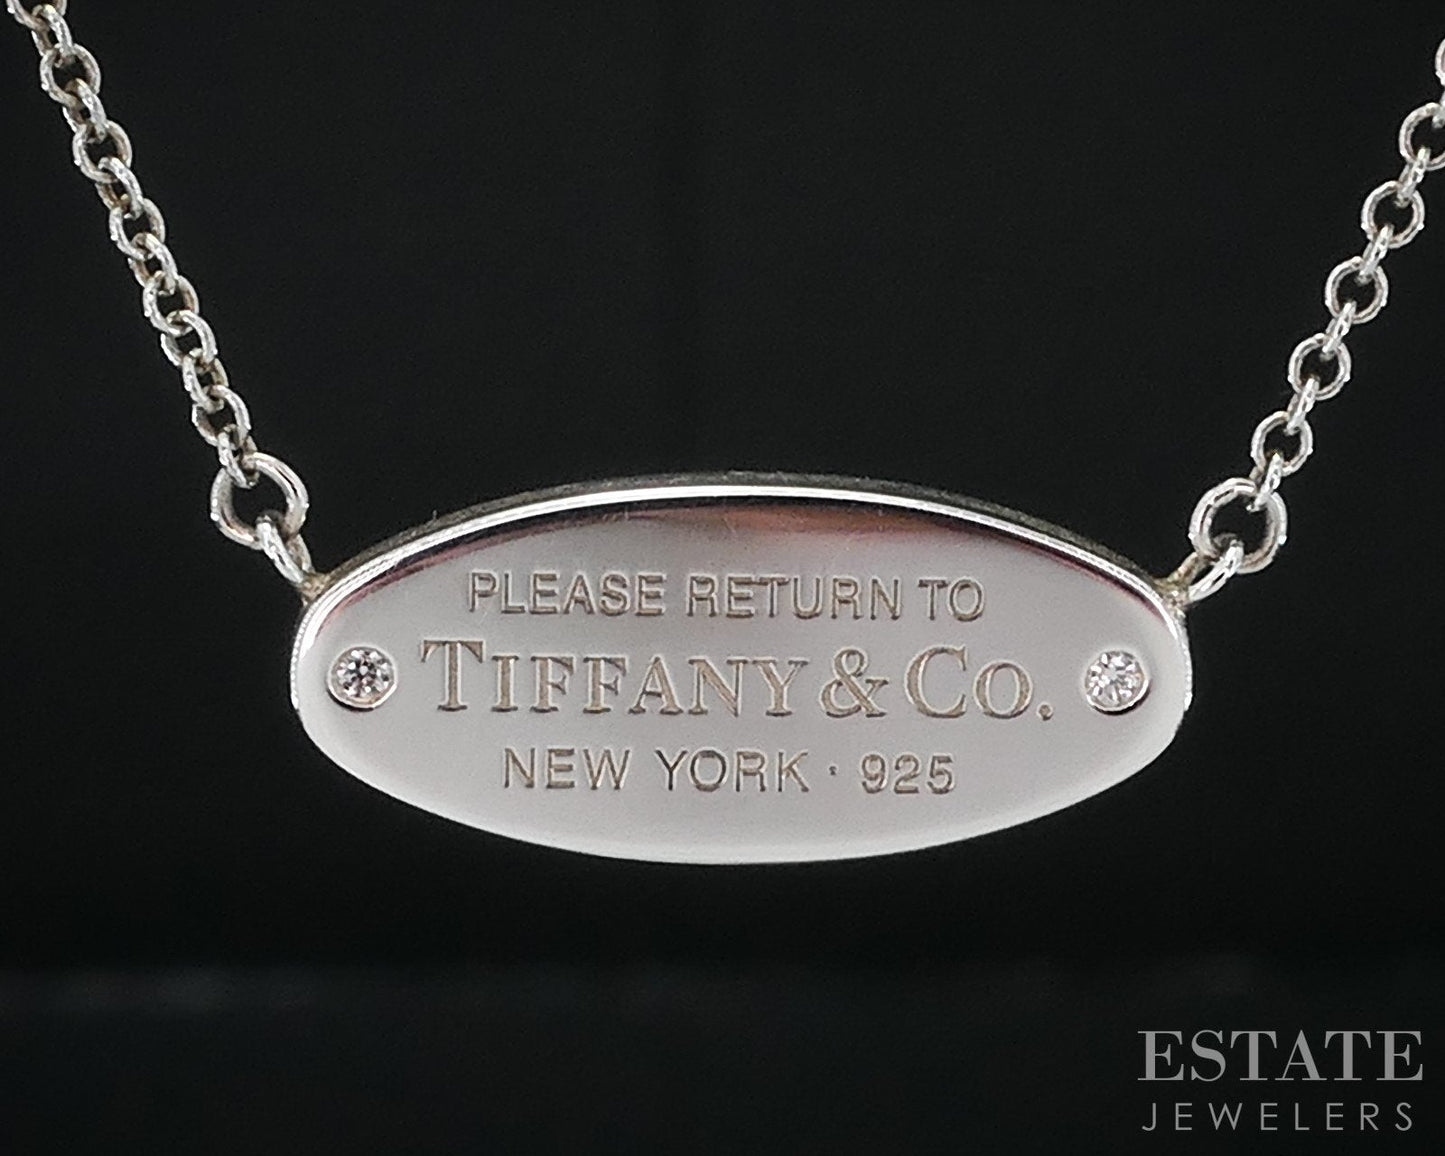 PLEASE RETURN TO
TIFFANY & CO.
NEW YORK · 925
ESTATE
JEWELERS